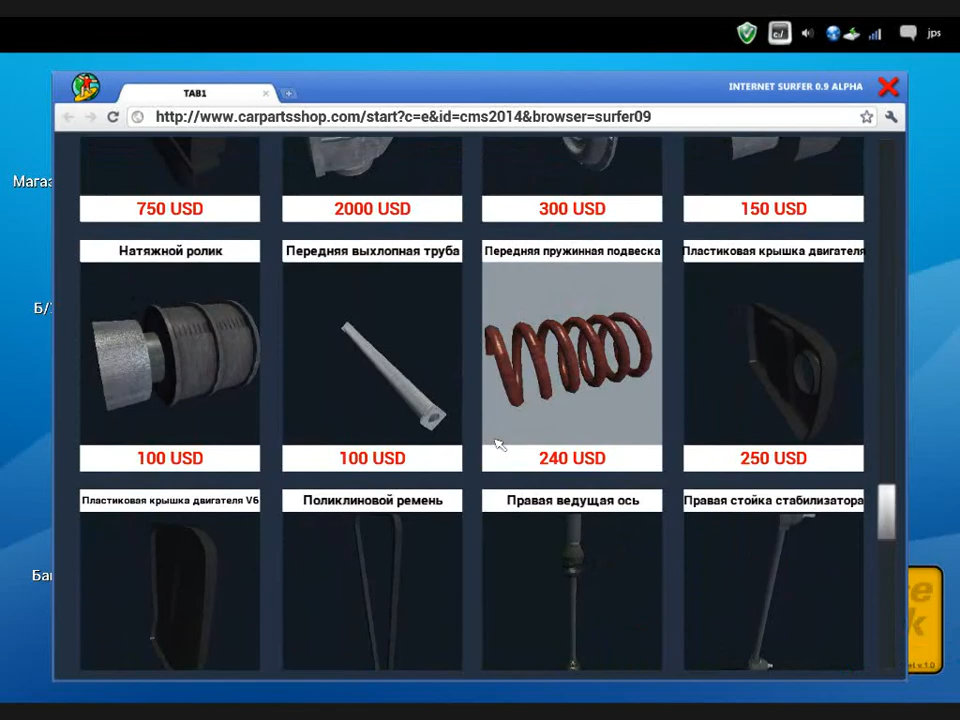 jps
TAB1
INTERNET SURFER 0.9 ALPHA
http://www.carpartsshop.com/start?c=e&id=cms2014&browser=surfer09
Мага
750 USD
2000 USD
300 USD
150 USD
Натяжной ролик
Передняя выхлопная труба
Передняя пружинная подвеска
Пластиковая крышка двигателя
Б/
100 USD
100 USD
240 USD
250 USD
Пластиковая крышка двигателя V6
Поликлиновой ремень
Правая ведущая ось
Правая стойка стабилизатора
Ба